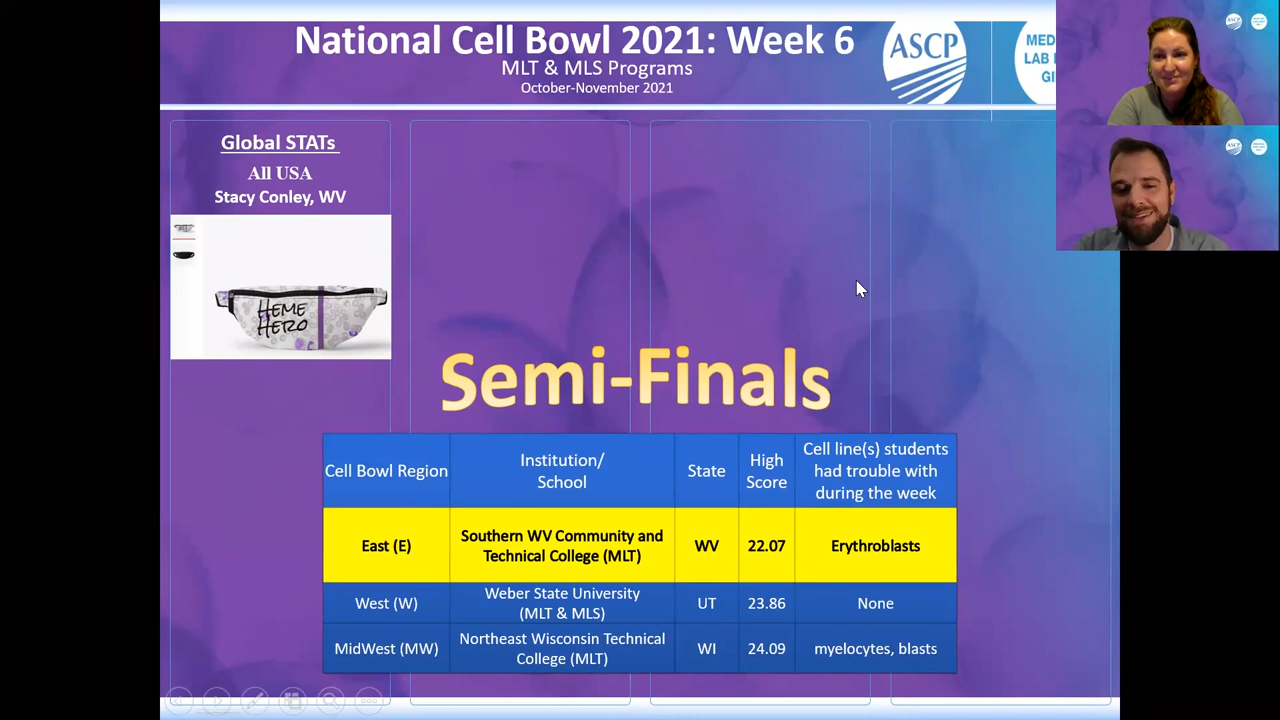 National Cell Bowl 2021: Week 6
MLT & MLS Programs
October-November 2021
ASCP
MED
LAB
GI
Global STATs
All USA
Stacy Conley, WV
HEME
HERO
Semi-Finals
Cell Bowl Region
Institution/
School
State
High
Score
Cell line(s) students
had trouble with
during the week
East (E)
Southern WV Community and
Technical College (MLT)
WV
22.07
Erythroblasts
West (W)
Weber State University
(MLT & MLS)
UT
23.86
None
MidWest (MW)
Northeast Wisconsin Technical
College (MLT)
WI
24.09
myelocytes, blasts